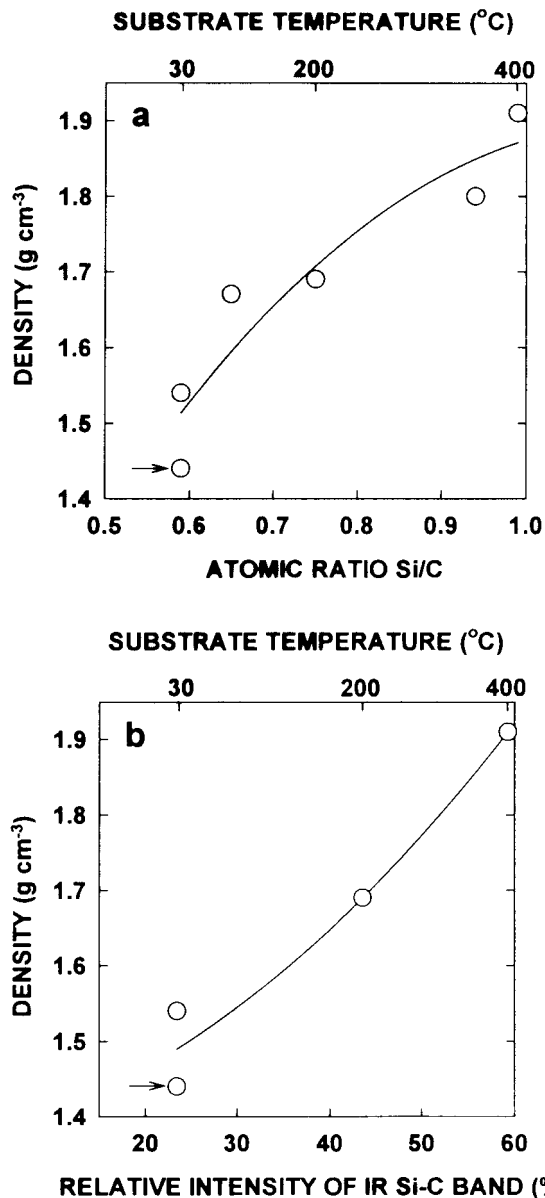 SUBSTRATE TEMPERATURE (°C)
30 200 400
a
1.9
1.8
1.7
1.6
1.5
1.4
DENSITY (g cm-3)
0.5 0.6 0.7 0.8 0.9 1.0
ATOMIC RATIO Si/C
SUBSTRATE TEMPERATURE (°C)
30 200 400
b
1.9
1.8
1.7
1.6
1.5
1.4
DENSITY (g cm-3)
20 30 40 50 60
RELATIVE INTENSITY OF IR Si-C BAND (